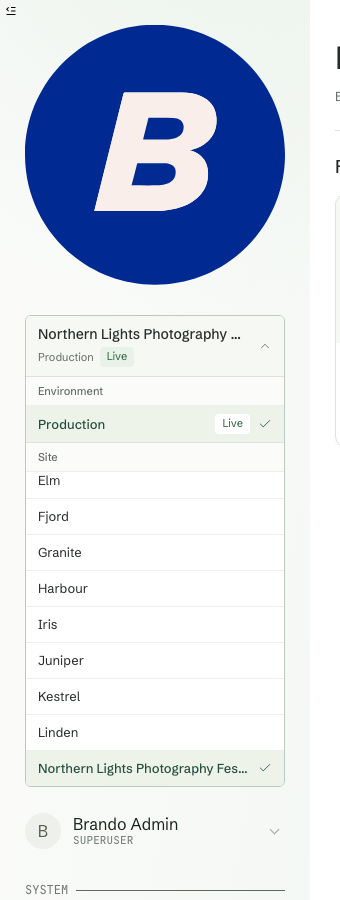 B
Northern Lights Photography ...
Production Live
Environment
Production Live
Site
Elm
Fjord
Granite
Harbour
Iris
Juniper
Kestrel
Linden
Northern Lights Photography Fes...
B Brando Admin
SUPERUSER
SYSTEM